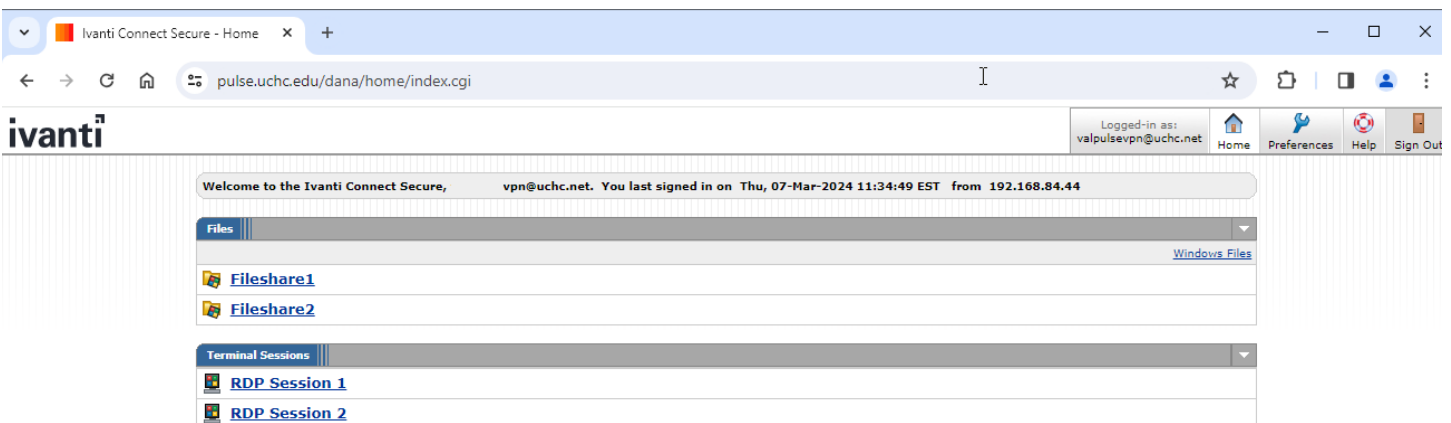 Ivanti Connect Secure - Home
pulse.uchc.edu/dana/home/index.cgi
ivanti
Logged-in as:
valpulsevpn@uchc.net
Home
Preferences
Help
Sign Out
Welcome to the Ivanti Connect Secure, vpn@uchc.net. You last signed in on Thu, 07-Mar-2024 11:34:49 EST from 192.168.84.44
Files
Windows Files
Fileshare1
Fileshare2
Terminal Sessions
RDP Session 1
RDP Session 2